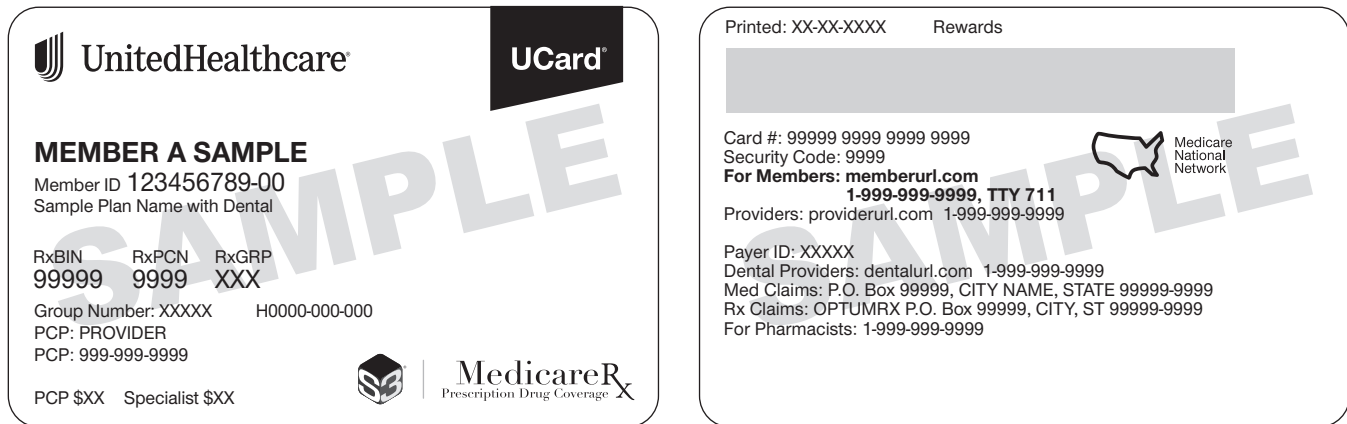 UnitedHealthcare®
UCard®
SAMPLE
MEMBER A SAMPLE
Member ID 123456789-00
Sample Plan Name with Dental
RxBIN RxPCN RxGRP
99999 9999 XXX
Group Number: XXXXX H0000-000-000
PCP: PROVIDER
PCP: 999-999-9999
PCP $XX Specialist $XX
S3
MedicareRx
Prescription Drug Coverage
Printed: XX-XX-XXXX Rewards
SAMPLE
Card #: 99999 9999 9999 9999
Security Code: 9999
For Members: memberurl.com
1-999-999-9999, TTY 711
Providers: providerurl.com 1-999-999-9999
Medicare
National
Network
Payer ID: XXXXX
Dental Providers: dentalurl.com 1-999-999-9999
Med Claims: P.O. Box 99999, CITY NAME, STATE 99999-9999
Rx Claims: OPTUMRX P.O. Box 99999, CITY, ST 99999-9999
For Pharmacists: 1-999-999-9999